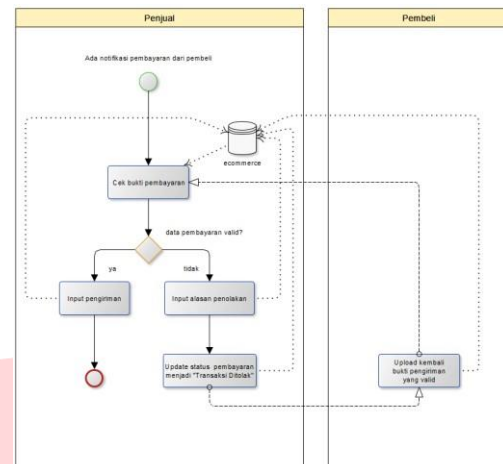 Penjual
Pembeli
Ada notifikasi pembayaran dari pembeli
ecommerce
Cek bukti pembayaran
data pembayaran valid?
ya
tidak
Input pengiriman
Input alasan penolakan
Update status pembayaran
menjadi "Transaksi Ditolak"
Upload kembali
bukti pengiriman
yang valid